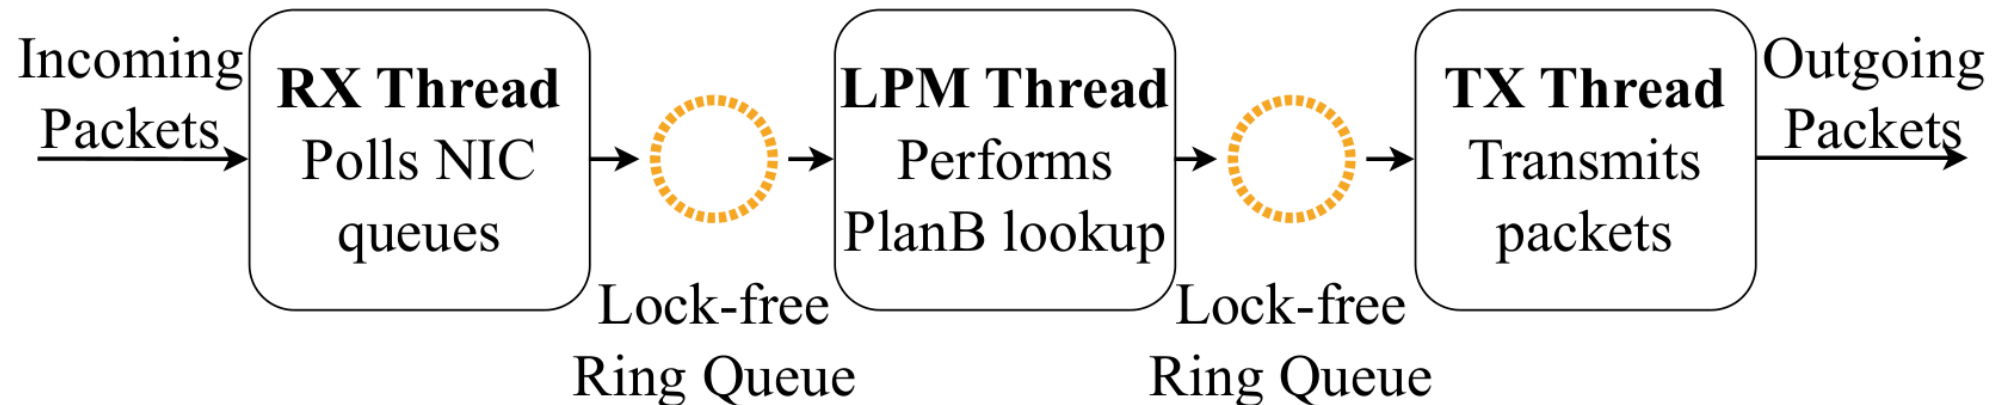 Incoming
Packets
RX Thread
Polls NIC
queues
Lock-free
Ring Queue
LPM Thread
Performs
PlanB lookup
Lock-free
Ring Queue
TX Thread
Transmits
packets
Outgoing
Packets